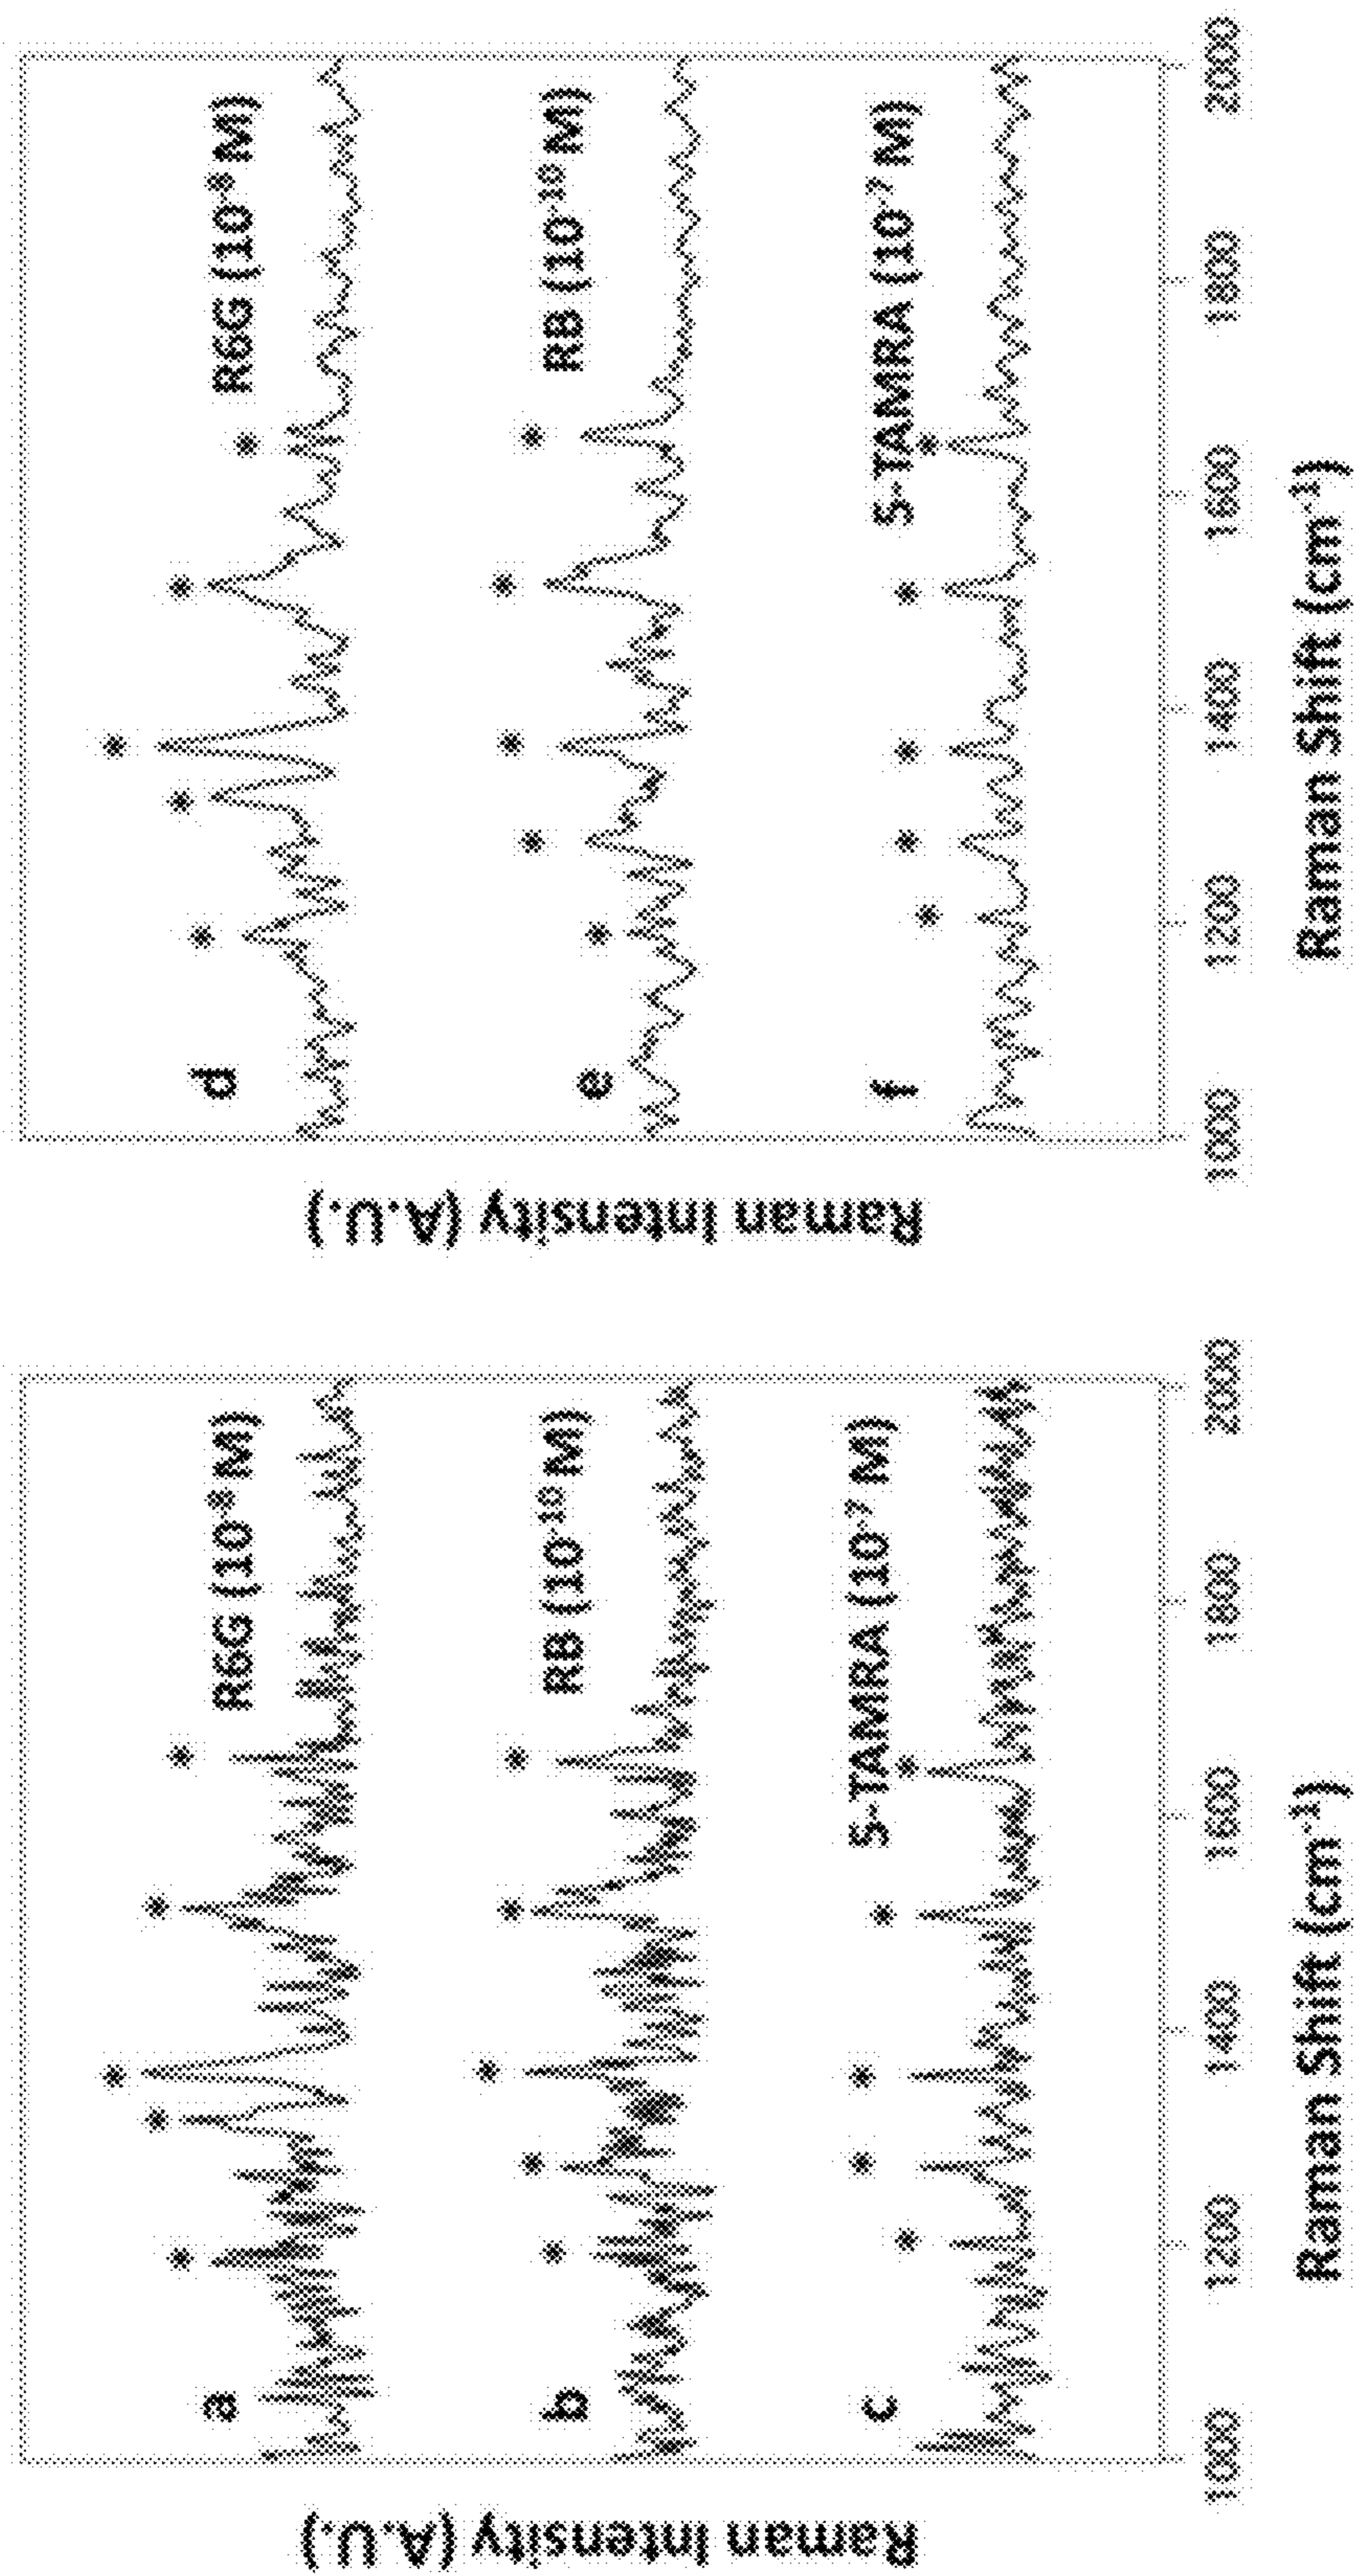 Raman Intensity (A.U.)
a
R6G (10-8 M)
b
RB (10-10 M)
c
5-TAMRA (10-7 M)
1000 1200 1400 1600 1800 2000
Raman Shift (cm-1)
Raman Intensity (A.U.)
d
R6G (10-8 M)
e
RB (10-10 M)
f
5-TAMRA (10-7 M)
1000 1200 1400 1600 1800 2000
Raman Shift (cm-1)